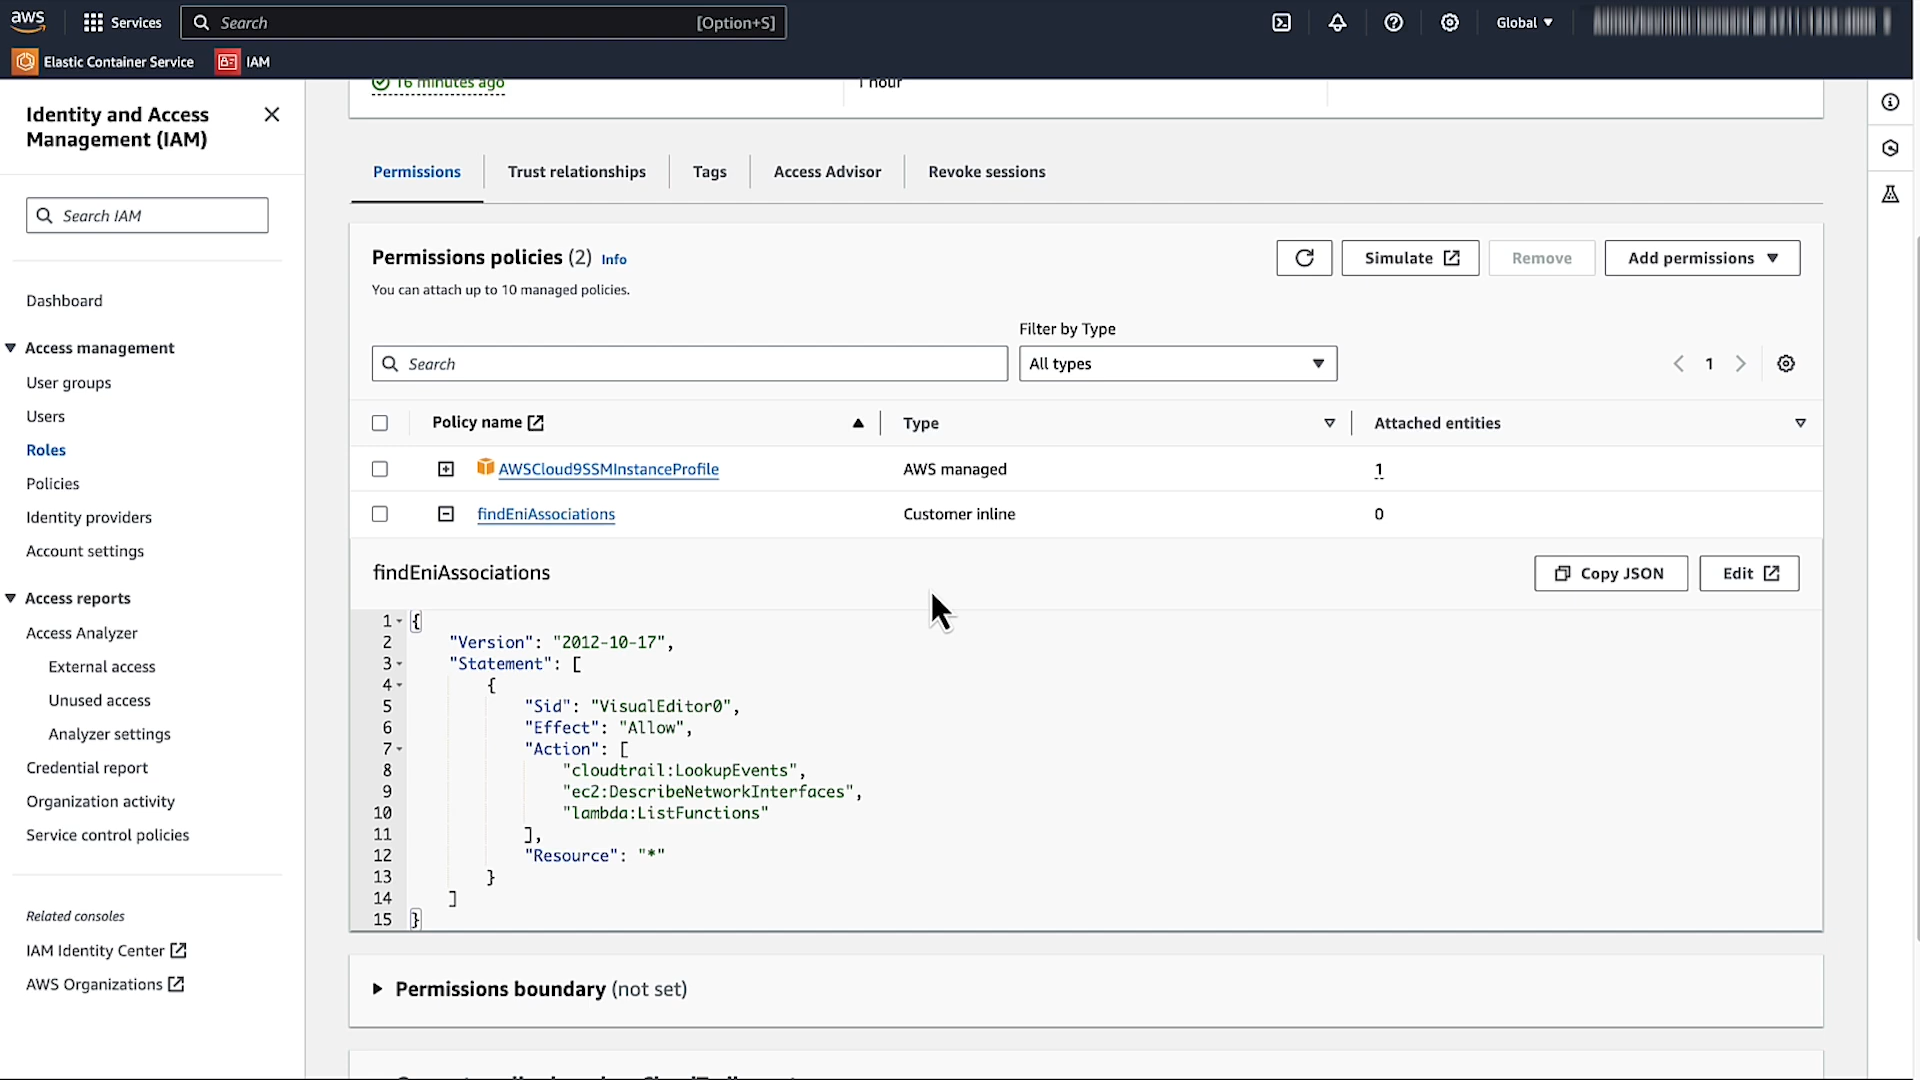 aws
Services
Search
[Option+S]
Global
Elastic Container Service
IAM
Identity and Access
Management (IAM)
Search IAM
Dashboard
Access management
User groups
Users
Roles
Policies
Identity providers
Account settings
Access reports
Access Analyzer
External access
Unused access
Analyzer settings
Credential report
Organization activity
Service control policies
Related consoles
IAM Identity Center
AWS Organizations
16 minutes ago
1 hour
Permissions
Trust relationships
Tags
Access Advisor
Revoke sessions
Permissions policies (2) Info
You can attach up to 10 managed policies.
Simulate
Remove
Add permissions
Filter by Type
Search
All types
1
Policy name
Type
Attached entities
AWSCloud9SSMInstanceProfile
AWS managed
1
findEniAssociations
Customer inline
0
findEniAssociations
Copy JSON
Edit
1 {
2 "Version": "2012-10-17",
3 "Statement": [
4 {
5 "Sid": "VisualEditor0",
6 "Effect": "Allow",
7 "Action": [
8 "cloudtrail:LookupEvents",
9 "ec2:DescribeNetworkInterfaces",
10 "lambda:ListFunctions"
11 ],
12 "Resource": "*"
13 }
14 ]
15 }
Permissions boundary (not set)